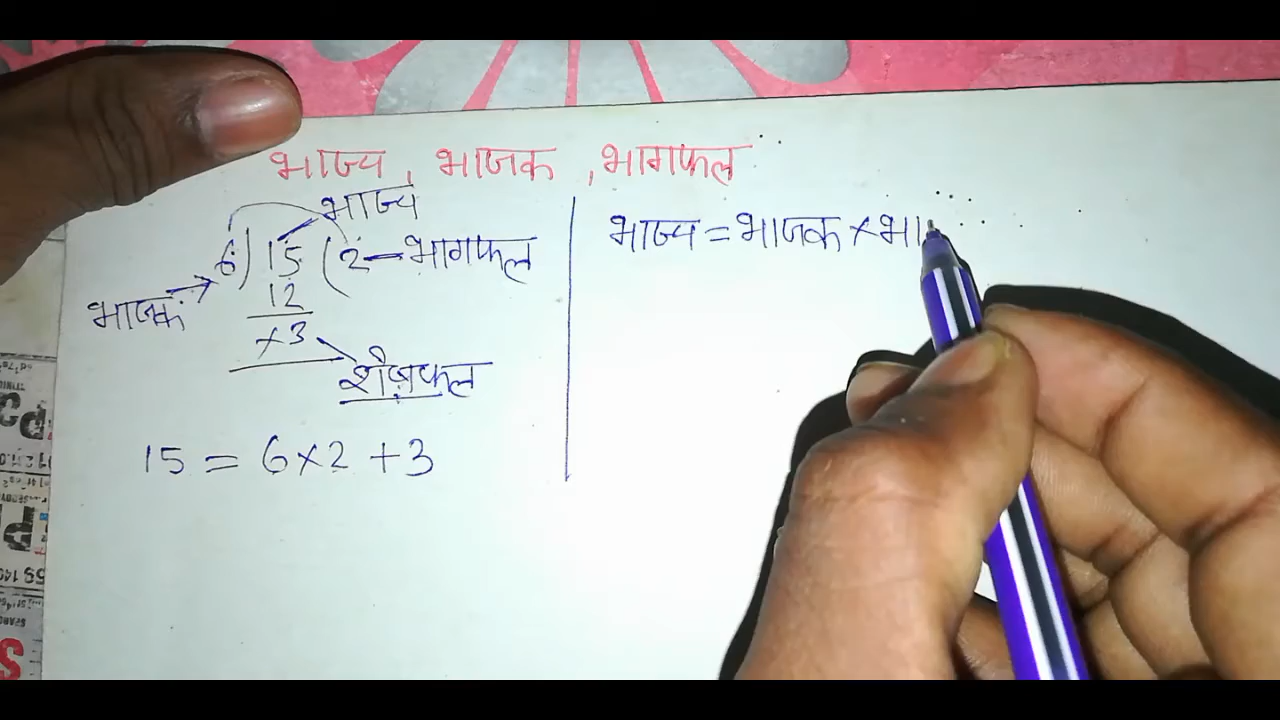 भाज्य, भाजक, भागफल
भाज्य
6) 15 (2 — भागफल
भाजक
12
×3
शेषफल
15 = 6×2 +3
भाज्य = भाजक × भा